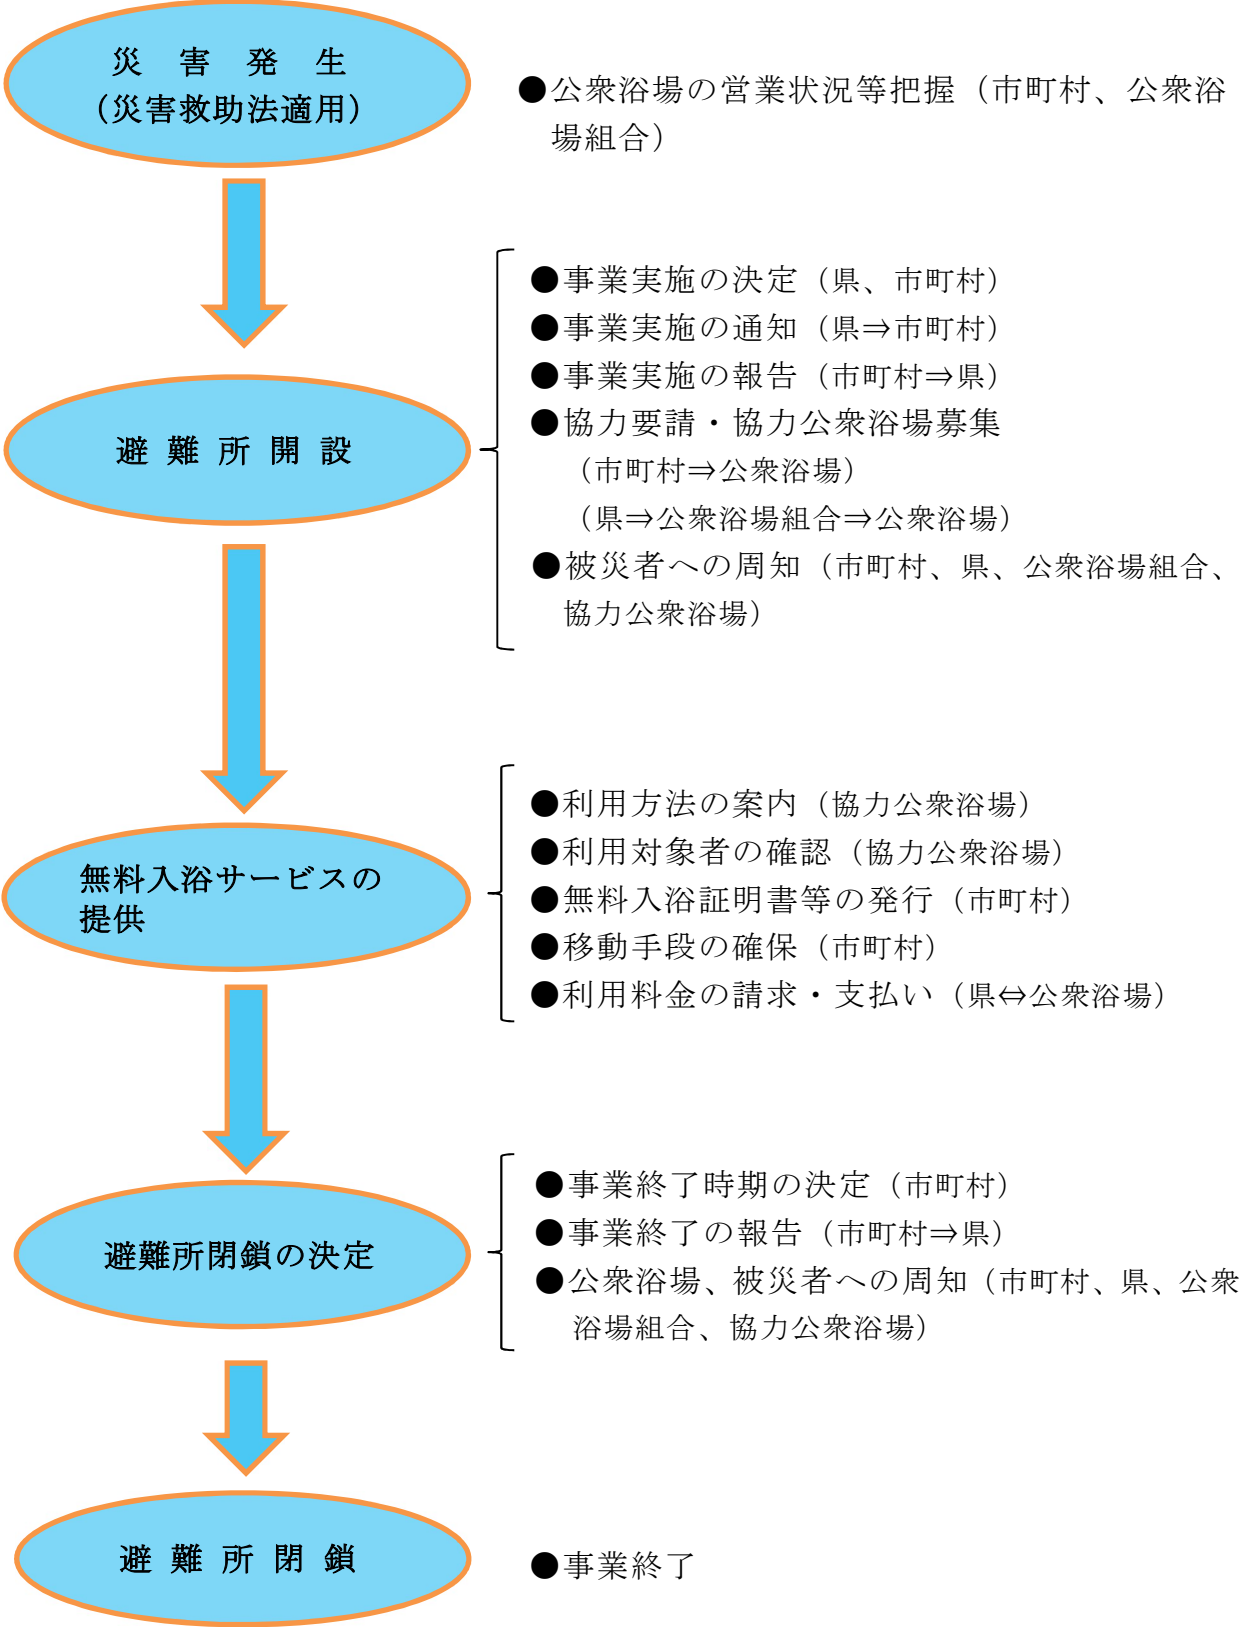 災害発生
（災害救助法適用）
●公衆浴場の営業状況等把握（市町村、公衆浴
場組合）
避難所開設
●事業実施の決定（県、市町村）
●事業実施の通知（県⇒市町村）
●事業実施の報告（市町村⇒県）
●協力要請・協力公衆浴場募集
（市町村⇒公衆浴場）
（県⇒公衆浴場組合⇒公衆浴場）
●被災者への周知（市町村、県、公衆浴場組合、
協力公衆浴場）
無料入浴サービスの
提供
●利用方法の案内（協力公衆浴場）
●利用対象者の確認（協力公衆浴場）
●無料入浴証明書等の発行（市町村）
●移動手段の確保（市町村）
●利用料金の請求・支払い（県⇔公衆浴場）
避難所閉鎖の決定
●事業終了時期の決定（市町村）
●事業終了の報告（市町村⇒県）
●公衆浴場、被災者への周知（市町村、県、公衆
浴場組合、協力公衆浴場）
避難所閉鎖
●事業終了